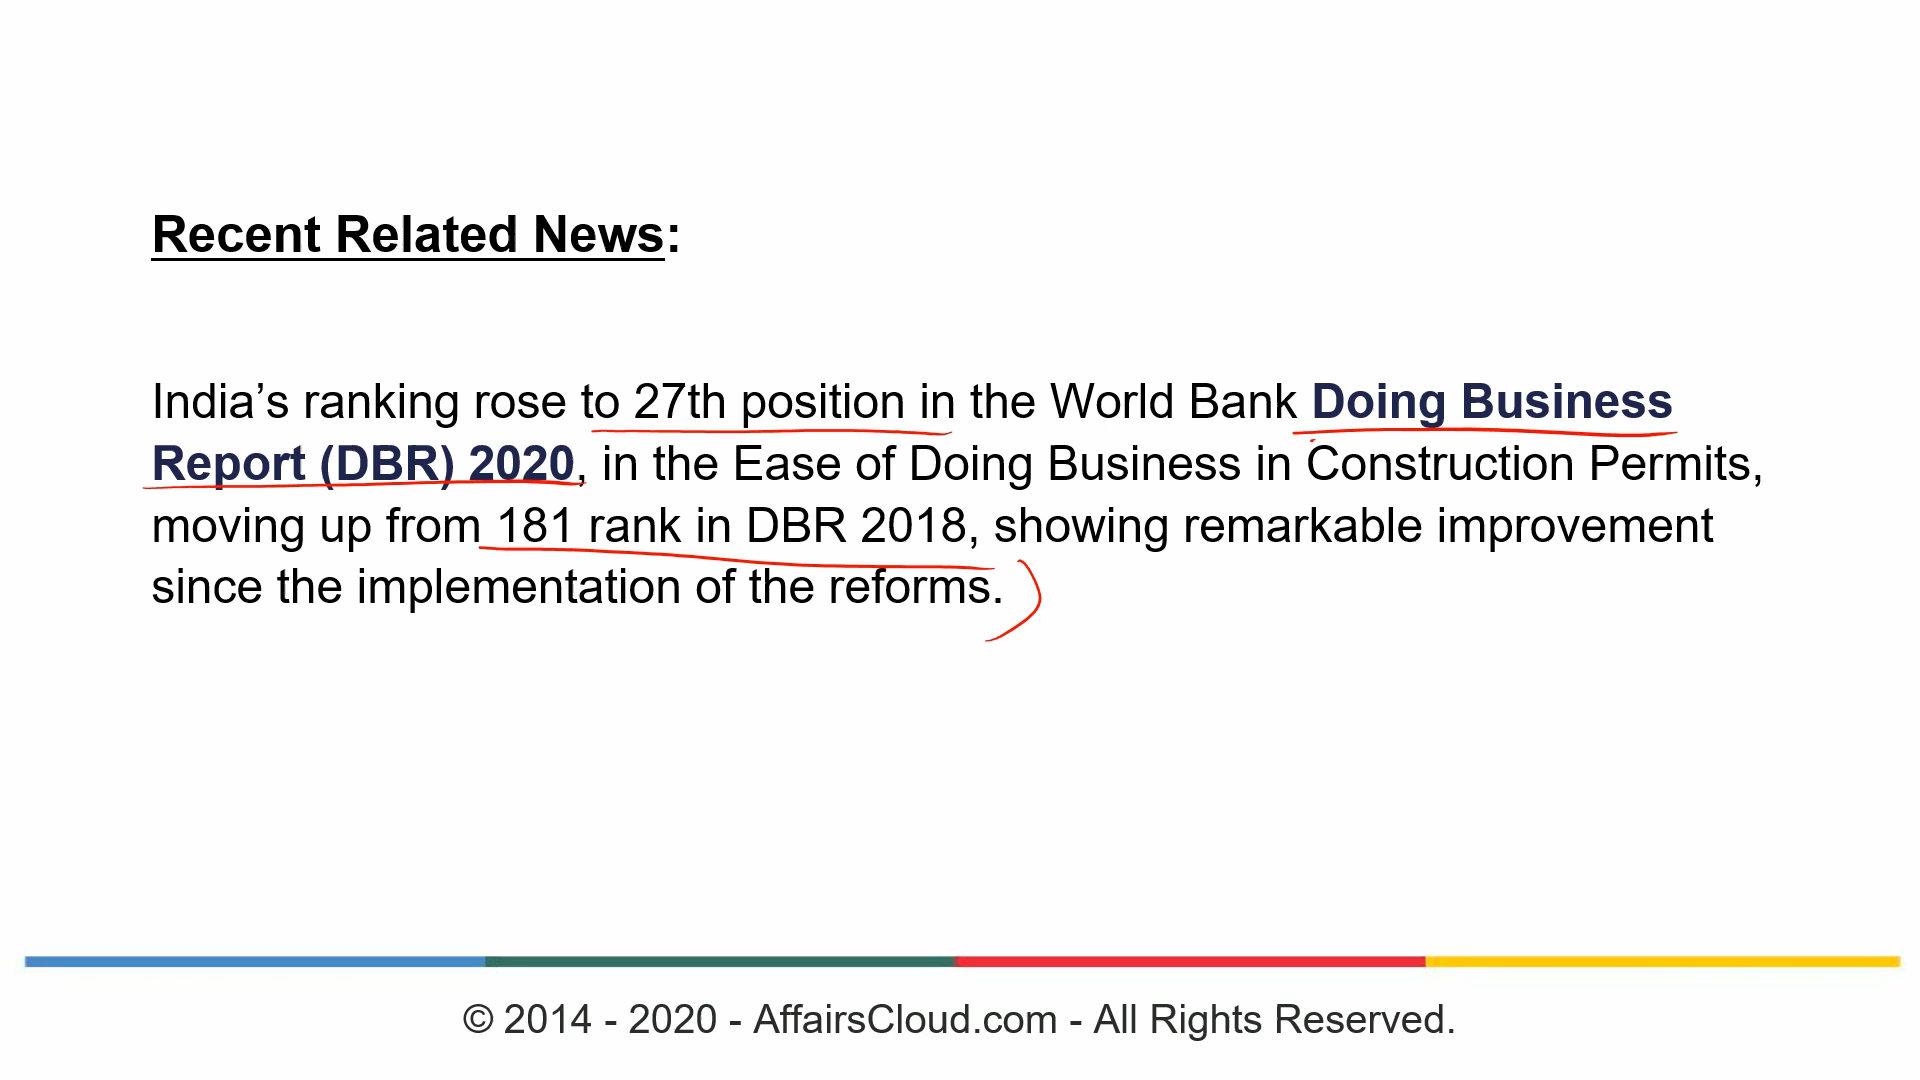 Recent Related News:
India’s ranking rose to 27th position in the World Bank Doing Business
Report (DBR) 2020, in the Ease of Doing Business in Construction Permits,
moving up from 181 rank in DBR 2018, showing remarkable improvement
since the implementation of the reforms.
© 2014 - 2020 - AffairsCloud.com - All Rights Reserved.